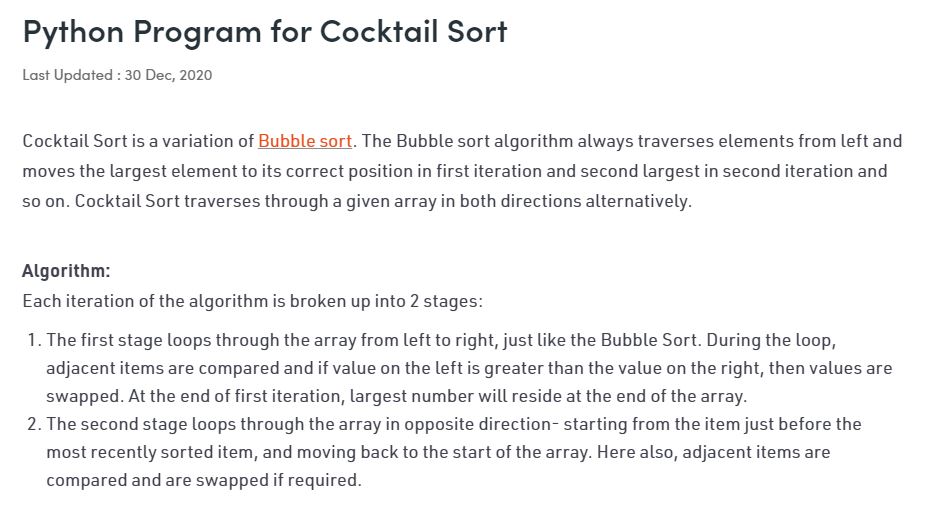 Python Program for Cocktail Sort
Last Updated : 30 Dec, 2020
Cocktail Sort is a variation of Bubble sort. The Bubble sort algorithm always traverses elements from left and
moves the largest element to its correct position in first iteration and second largest in second iteration and
so on. Cocktail Sort traverses through a given array in both directions alternatively.
Algorithm:
Each iteration of the algorithm is broken up into 2 stages:
1. The first stage loops through the array from left to right, just like the Bubble Sort. During the loop,
adjacent items are compared and if value on the left is greater than the value on the right, then values are
swapped. At the end of first iteration, largest number will reside at the end of the array.
2. The second stage loops through the array in opposite direction- starting from the item just before the
most recently sorted item, and moving back to the start of the array. Here also, adjacent items are
compared and are swapped if required.